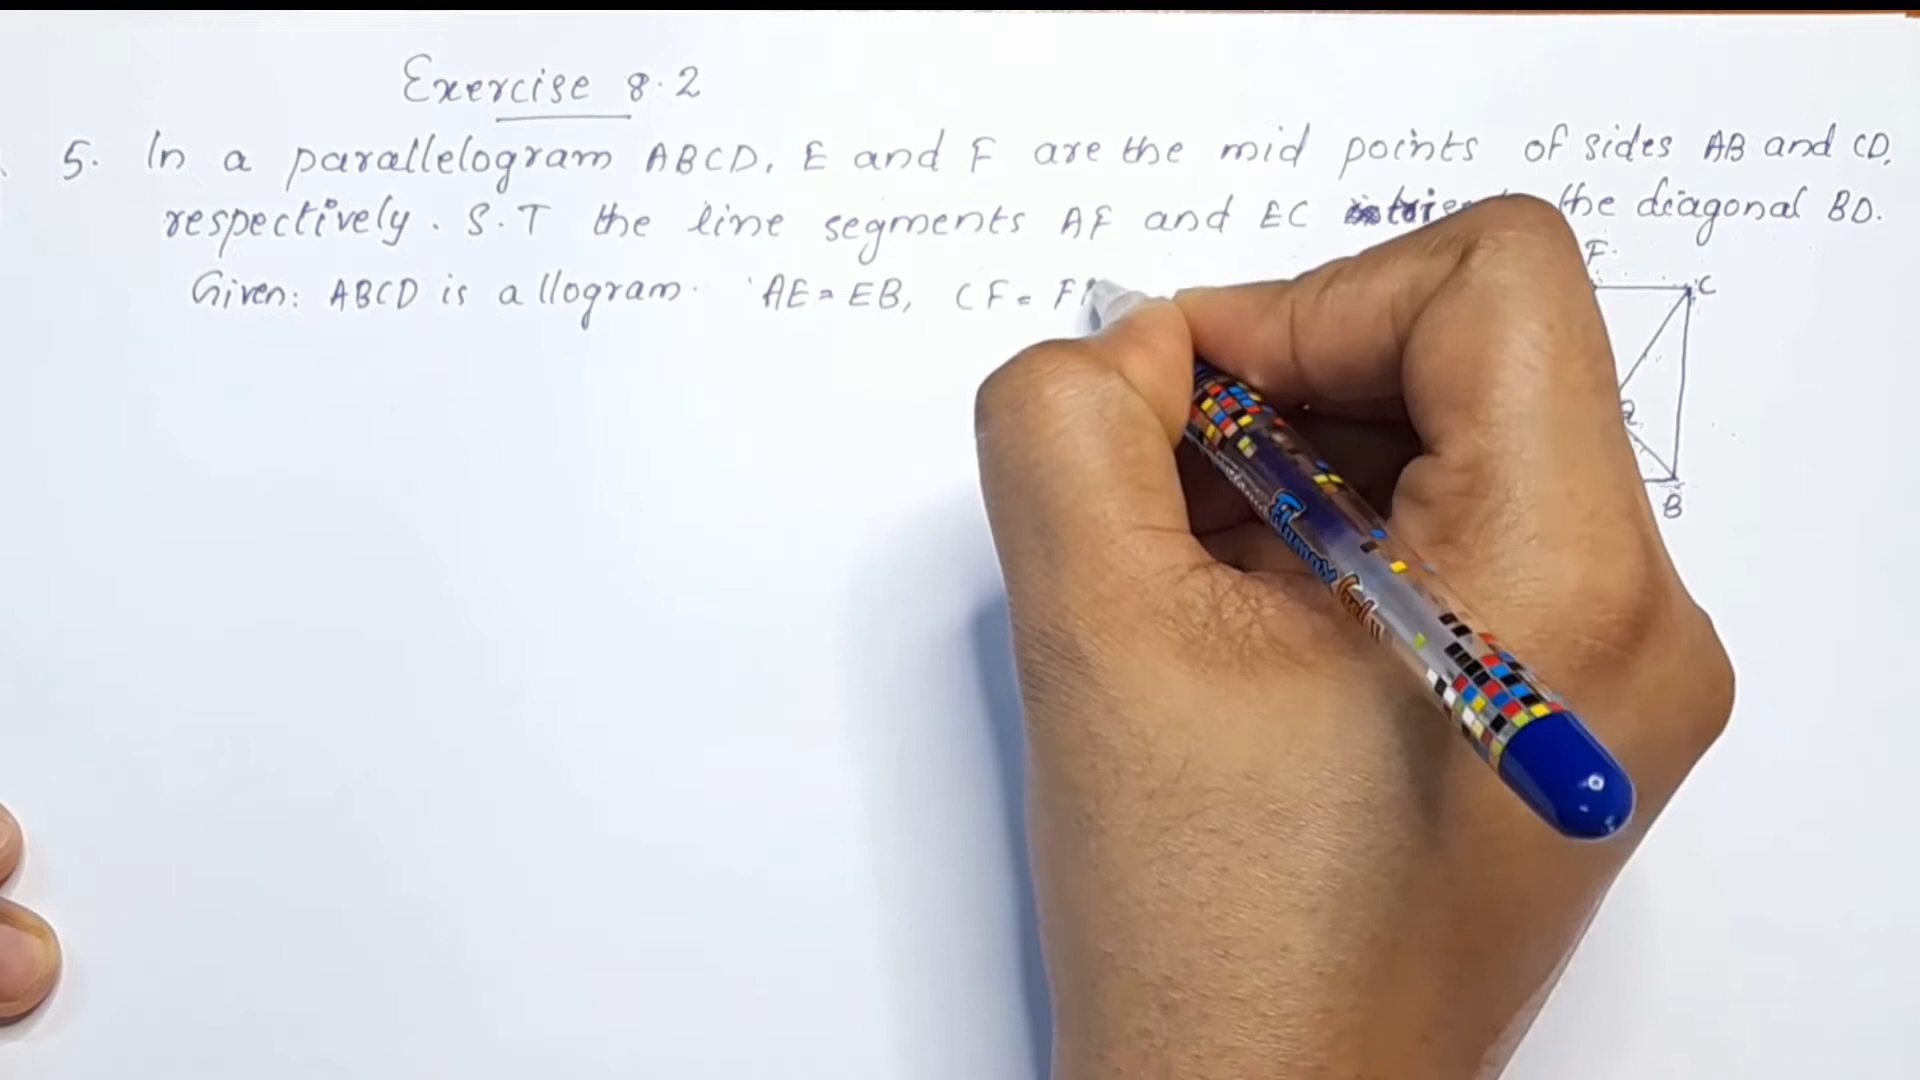 Exercise 8.2
5. In a parallelogram ABCD, E and F are the mid points of sides AB and CD,
respectively. S.T the line segments AF and EC the diagonal BD.
Given: ABCD is a llogram. AE = EB, CF = F
F
C
Q
B